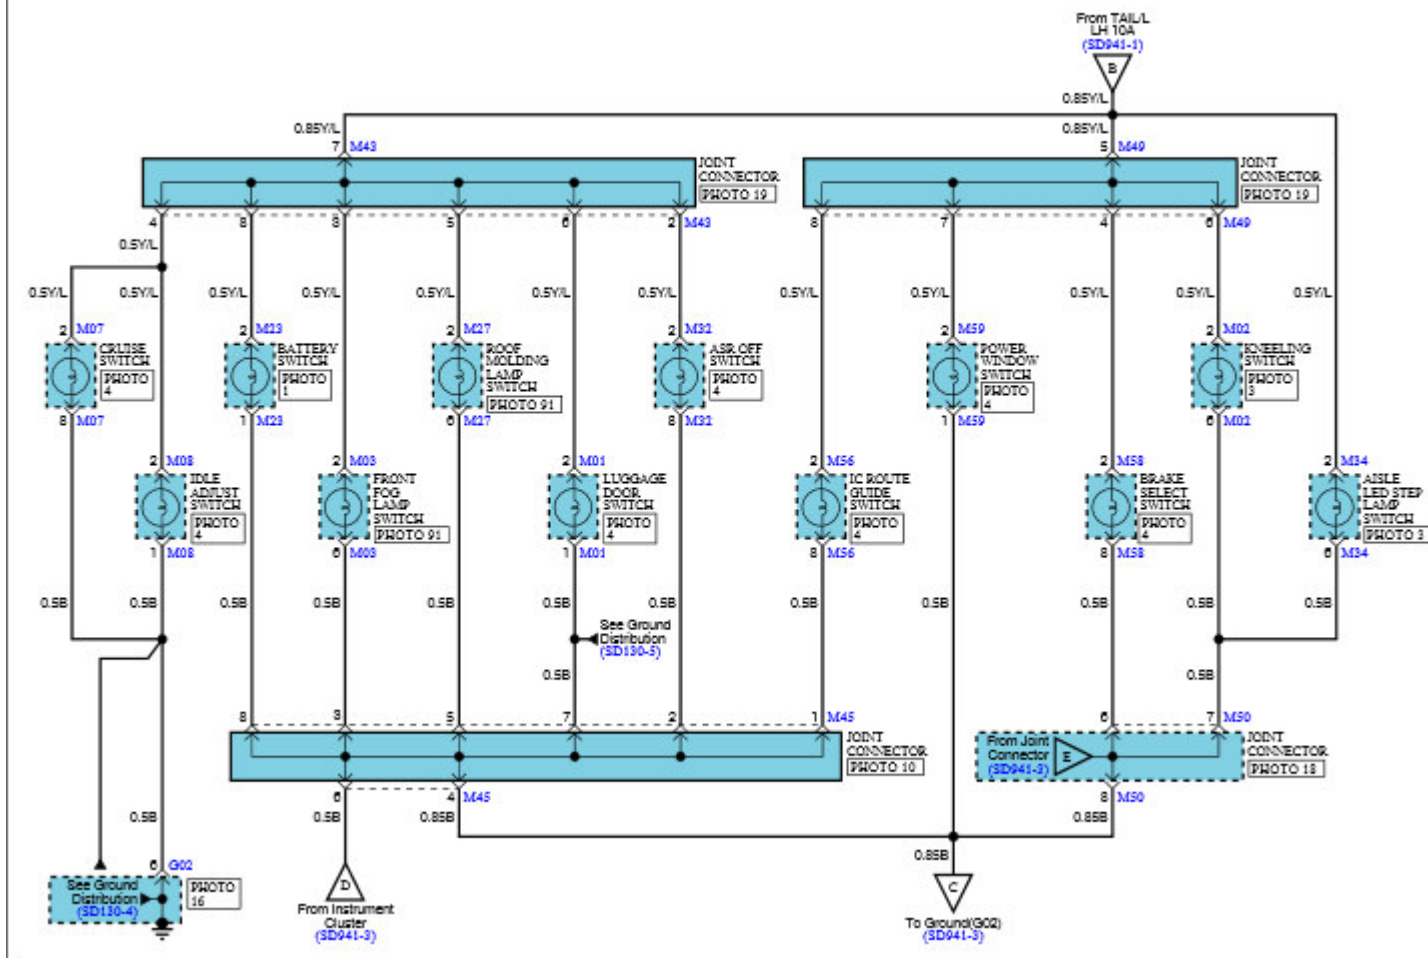 From TAIL/L
LH 10A
(SD941-1)
B
0.85Y/L
0.85Y/L
0.85Y/L
7 M43
5 M49
JOINT
CONNECTOR
PHOTO 19
JOINT
CONNECTOR
PHOTO 19
4 8 3 5 6 2 M43
8 7 4 6 M49
0.5Y/L
0.5Y/L 0.5Y/L 0.5Y/L 0.5Y/L 0.5Y/L 0.5Y/L 0.5Y/L 0.5Y/L 0.5Y/L 0.5Y/L 0.5Y/L 0.5Y/L
2 M07
CRUISE
SWITCH
PHOTO
4
8 M07
2 M23
BATTERY
SWITCH
PHOTO
1
1 M23
2 M27
ROOF
MOLDING
LAMP
SWITCH
PHOTO 91
6 M27
2 M32
ASR OFF
SWITCH
PHOTO
4
8 M32
2 M59
POWER
WINDOW
SWITCH
PHOTO
4
1 M59
2 M02
KNEELING
SWITCH
PHOTO
3
6 M02
2 M08
IDLE
ADJUST
SWITCH
PHOTO
4
1 M08
2 M03
FRONT
FOG
LAMP
SWITCH
PHOTO 91
6 M03
2 M01
LUGGAGE
DOOR
SWITCH
PHOTO
4
1 M01
2 M56
IC ROUTE
GUIDE
SWITCH
PHOTO
4
8 M56
2 M58
BRAKE
SELECT
SWITCH
PHOTO
4
8 M58
2 M34
AISLE
LED STEP
LAMP
SWITCH
PHOTO 3
6 M34
0.5B 0.5B 0.5B 0.5B 0.5B 0.5B 0.5B 0.5B 0.5B 0.5B 0.5B
See Ground
Distribution
(SD130-5)
0.5B
0.5B
8 3 5 7 2 1 M45
6 7 M50
JOINT
CONNECTOR
PHOTO 10
From Joint
Connector
(SD941-3)
E
JOINT
CONNECTOR
PHOTO 18
6 4 M45
8 M50
0.5B
0.5B
0.85B
0.85B
0.85B
6 G02
See Ground
Distribution
(SD130-4)
PHOTO
16
D
From Instrument
Cluster
(SD941-3)
C
To Ground(G02)
(SD941-3)